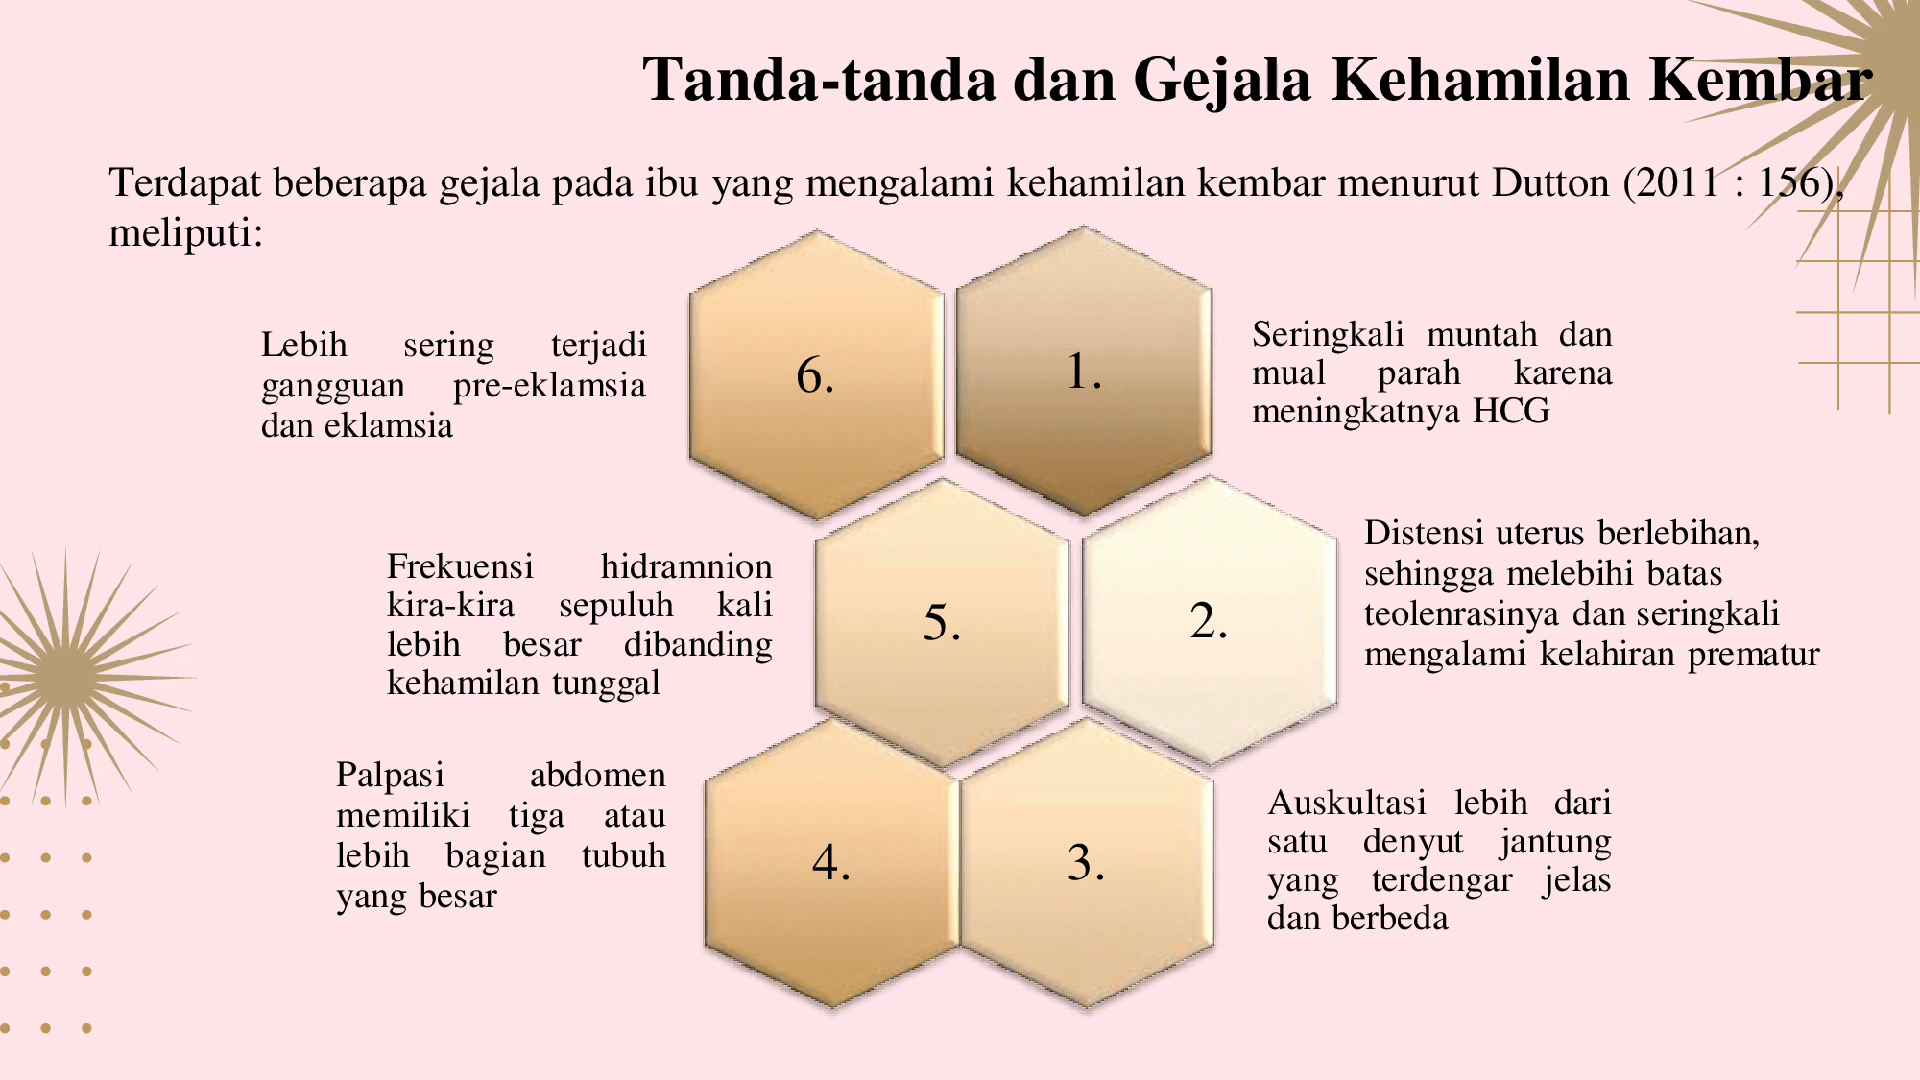 Tanda-tanda dan Gejala Kehamilan Kembar
Terdapat beberapa gejala pada ibu yang mengalami kehamilan kembar menurut Dutton (2011 : 156),
meliputi:
1.
Seringkali muntah dan
mual parah karena
meningkatnya HCG
2.
Distensi uterus berlebihan,
sehingga melebihi batas
teolenrasinya dan seringkali
mengalami kelahiran prematur
3.
Auskultasi lebih dari
satu denyut jantung
yang terdengar jelas
dan berbeda
4.
Palpasi abdomen
memiliki tiga atau
lebih bagian tubuh
yang besar
5.
Frekuensi hidramnion
kira-kira sepuluh kali
lebih besar dibanding
kehamilan tunggal
6.
Lebih sering terjadi
gangguan pre-eklamsia
dan eklamsia